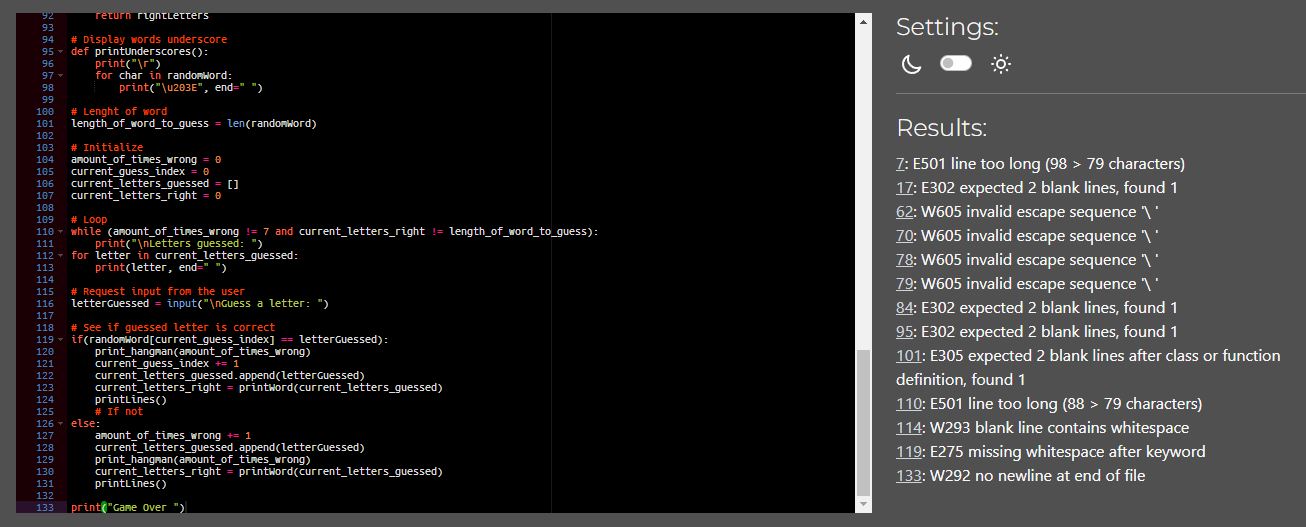 92 return rightLetters
93
94 # Display words underscore
95 def printUnderscores():
96 print("\r")
97 for char in randomWord:
98 print("\u203E", end=" ")
99
100 # Lenght of word
101 length_of_word_to_guess = len(randomWord)
102
103 # Initialize
104 amount_of_times_wrong = 0
105 current_guess_index = 0
106 current_letters_guessed = []
107 current_letters_right = 0
108
109 # Loop
110 while (amount_of_times_wrong != 7 and current_letters_right != length_of_word_to_guess):
111 print("\nLetters guessed: ")
112 for letter in current_letters_guessed:
113 print(letter, end=" ")
114
115 # Request input from the user
116 letterGuessed = input("\nGuess a letter: ")
117
118 # See if guessed letter is correct
119 if(randomWord[current_guess_index] == letterGuessed):
120 print_hangman(amount_of_times_wrong)
121 current_guess_index += 1
122 current_letters_guessed.append(letterGuessed)
123 current_letters_right = printWord(current_letters_guessed)
124 printLines()
125 # If not
126 else:
127 amount_of_times_wrong += 1
128 current_letters_guessed.append(letterGuessed)
129 print_hangman(amount_of_times_wrong)
130 current_letters_right = printWord(current_letters_guessed)
131 printLines()
132
133 print("Game Over ")
Settings:
Results:
7: E501 line too long (98 > 79 characters)
17: E302 expected 2 blank lines, found 1
62: W605 invalid escape sequence '\ '
70: W605 invalid escape sequence '\ '
78: W605 invalid escape sequence '\ '
79: W605 invalid escape sequence '\ '
84: E302 expected 2 blank lines, found 1
95: E302 expected 2 blank lines, found 1
101: E305 expected 2 blank lines after class or function
definition, found 1
110: E501 line too long (88 > 79 characters)
114: W293 blank line contains whitespace
119: E275 missing whitespace after keyword
133: W292 no newline at end of file